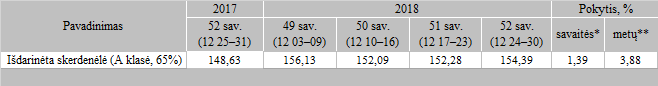 Pavadinimas 2017 2018 Pokytis, %
52 sav. (12 25–31) 49 sav. (12 03–09) 50 sav. (12 10–16) 51 sav. (12 17–23) 52 sav. (12 24–30) savaitės* metų**
Išdarinėta skerdenėlė (A klasė, 65%) 148,63 156,13 152,09 152,28 154,39 1,39 3,88